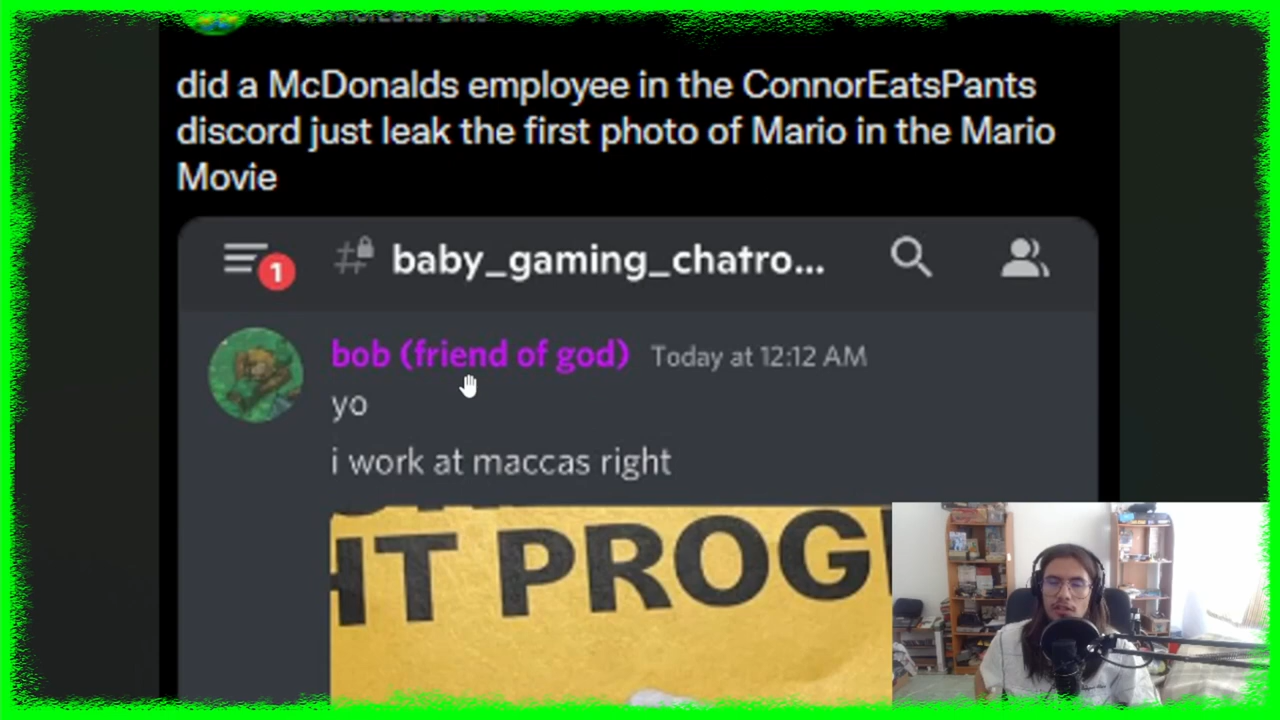 did a McDonalds employee in the ConnorEatsPants
discord just leak the first photo of Mario in the Mario
Movie
1
# baby_gaming_chatro...
bob (friend of god) Today at 12:12 AM
yo
i work at maccas right
HT PROG